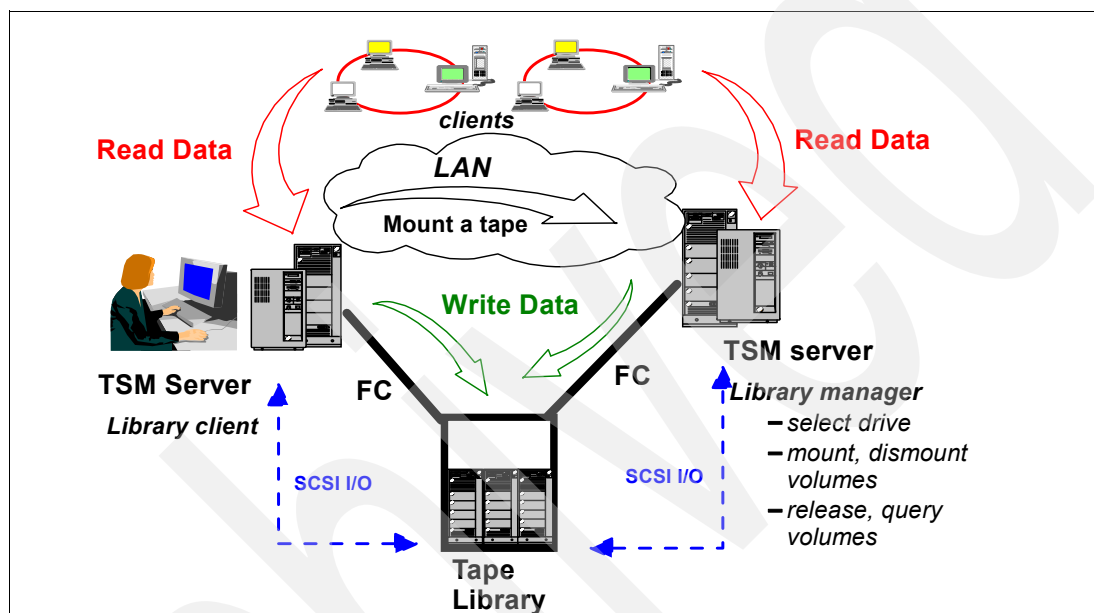 clients
Read Data
Read Data
LAN
Mount a tape
Write Data
TSM Server
Library client
FC
FC
TSM server
Library manager
– select drive
– mount, dismount
volumes
– release, query
volumes
SCSI I/O
SCSI I/O
Tape
Library